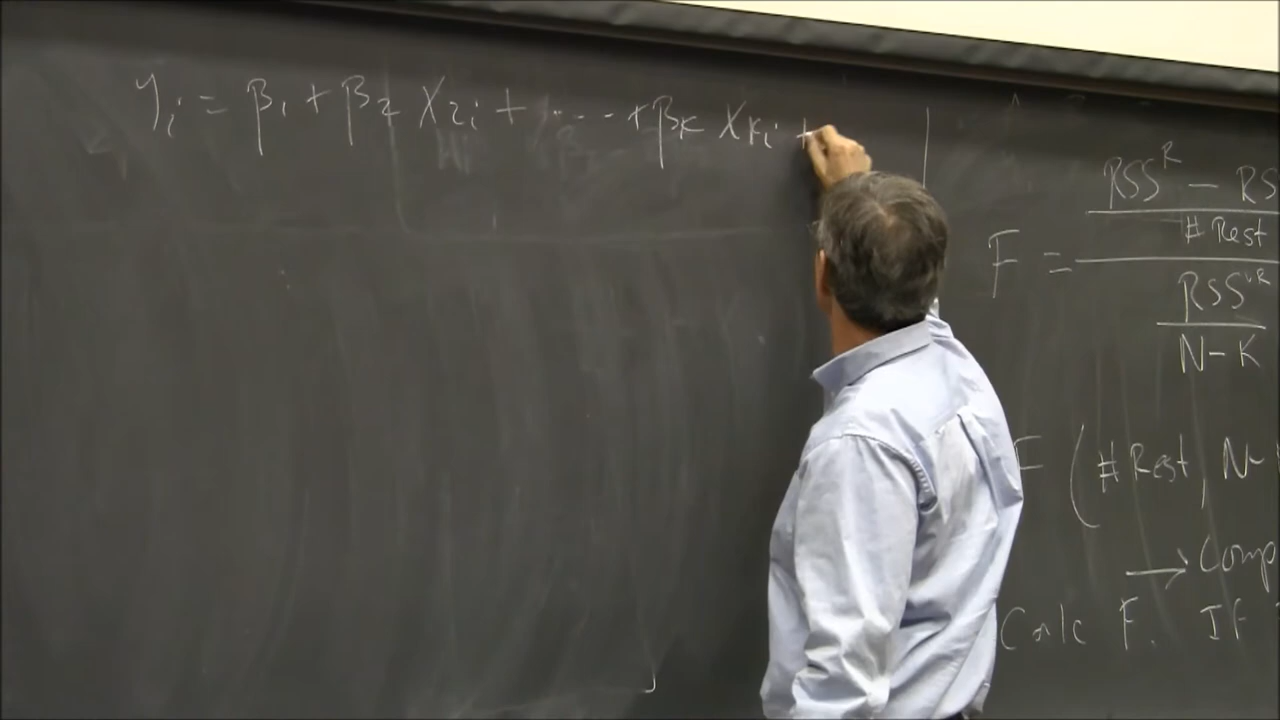 Yi = β1 + β2 X2i + ..... + βK XKi +
RSS^R - RS
# Rest
F =
RSS^UR
N-K
F (# Rest, N-
→ Comp
Calc F. If